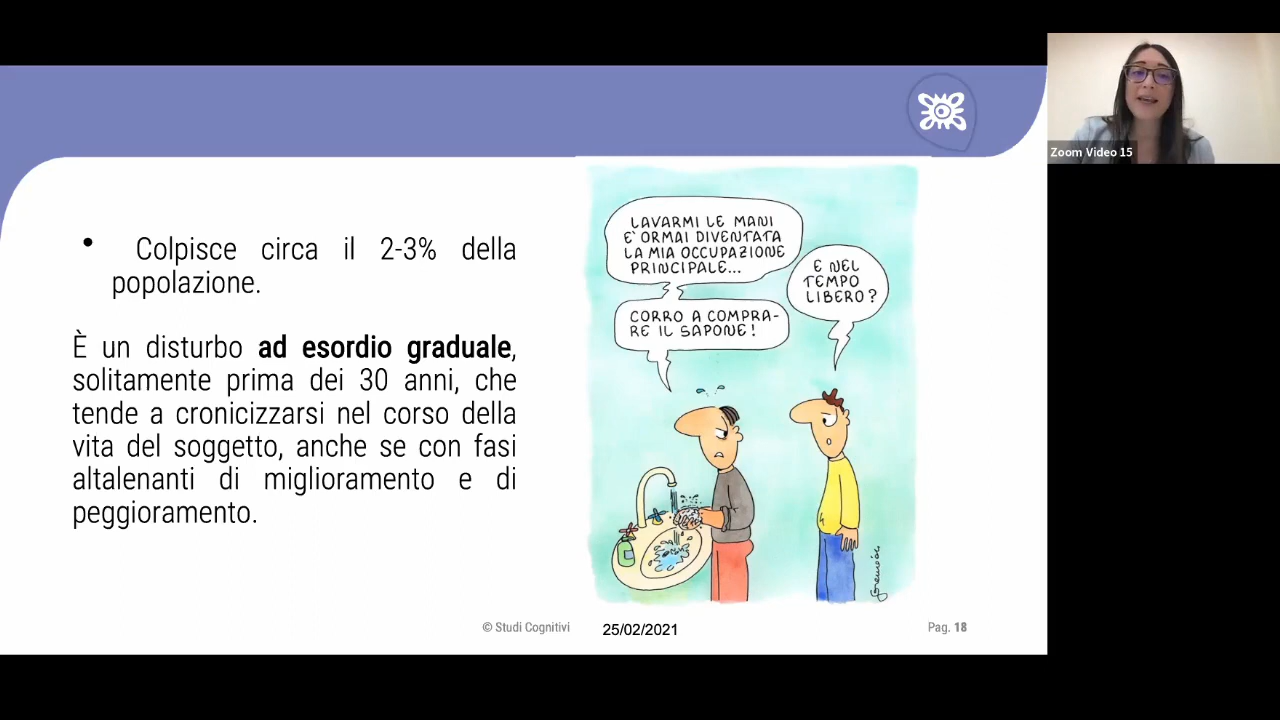 Zoom Video 15
• Colpisce circa il 2-3% della
popolazione.
È un disturbo ad esordio graduale,
solitamente prima dei 30 anni, che
tende a cronicizzarsi nel corso della
vita del soggetto, anche se con fasi
altalenanti di miglioramento e di
peggioramento.
LAVARMI LE MANI
E' ORMAI DIVENTATA
LA MIA OCCUPAZIONE
PRINCIPALE...
E NEL
TEMPO
LIBERO?
CORRO A COMPRA-
RE IL SAPONE!
© Studi Cognitivi
25/02/2021
Pag. 18